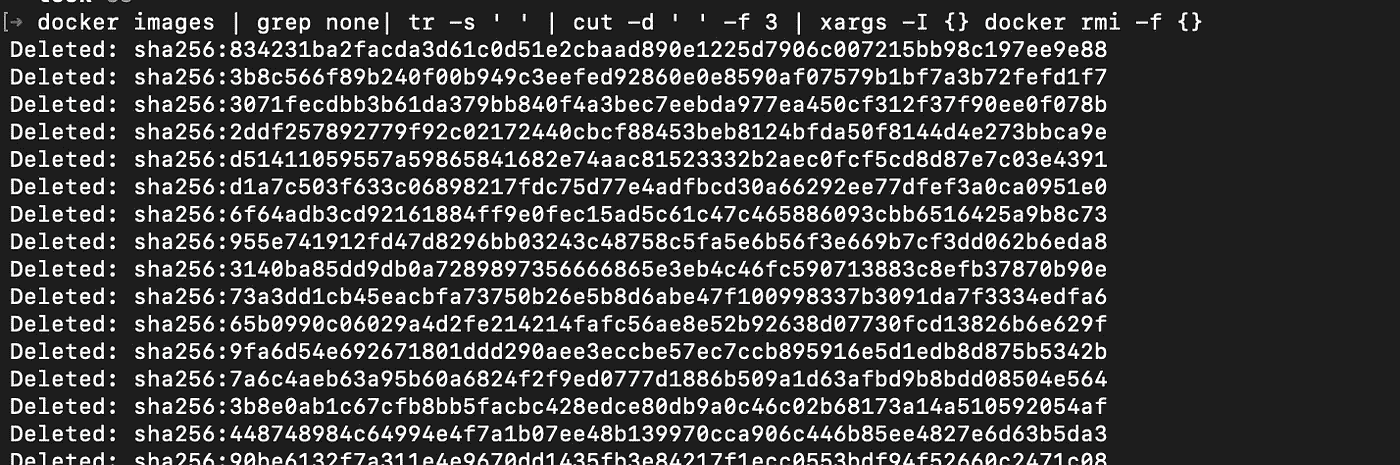 [➜ docker images | grep none| tr -s ' ' | cut -d ' ' -f 3 | xargs -I {} docker rmi -f {}
Deleted: sha256:834231ba2facda3d61c0d51e2cbaad890e1225d7906c007215bb98c197ee9e88
Deleted: sha256:3b8c566f89b240f00b949c3eefed92860e0e8590af07579b1bf7a3b72fefd1f7
Deleted: sha256:3071fecdbb3b61da379bb840f4a3bec7eebda977ea450cf312f37f90ee0f078b
Deleted: sha256:2ddf257892779f92c02172440cbcf88453beb8124bfda50f8144d4e273bbca9e
Deleted: sha256:d51411059557a59865841682e74aac81523332b2aec0fcf5cd8d87e7c03e4391
Deleted: sha256:d1a7c503f633c06898217fdc75d77e4adfbcd30a66292ee77dfef3a0ca0951e0
Deleted: sha256:6f64adb3cd92161884ff9e0fec15ad5c61c47c465886093cbb6516425a9b8c73
Deleted: sha256:955e741912fd47d8296bb03243c48758c5fa5e6b56f3e669b7cf3dd062b6eda8
Deleted: sha256:3140ba85dd9db0a7289897356666865e3eb4c46fc590713883c8efb37870b90e
Deleted: sha256:73a3dd1cb45eacbfa73750b26e5b8d6abe47f100998337b3091da7f3334edfa6
Deleted: sha256:65b0990c06029a4d2fe214214fafc56ae8e52b92638d07730fcd13826b6e629f
Deleted: sha256:9fa6d54e692671801ddd290aee3eccbe57ec7ccb895916e5d1edb8d875b5342b
Deleted: sha256:7a6c4aeb63a95b60a6824f2f9ed0777d1886b509a1d63afbd9b8bdd08504e564
Deleted: sha256:3b8e0ab1c67cfb8bb5facbc428edce80db9a0c46c02b68173a14a510592054af
Deleted: sha256:448748984c64994e4f7a1b07ee48b139970cca906c446b85ee4827e6d63b5da3
Deleted: sha256:90be6132f7a311e4e9670dd1435fb3e84217f1ecc0553bdf94f52660c2471c08